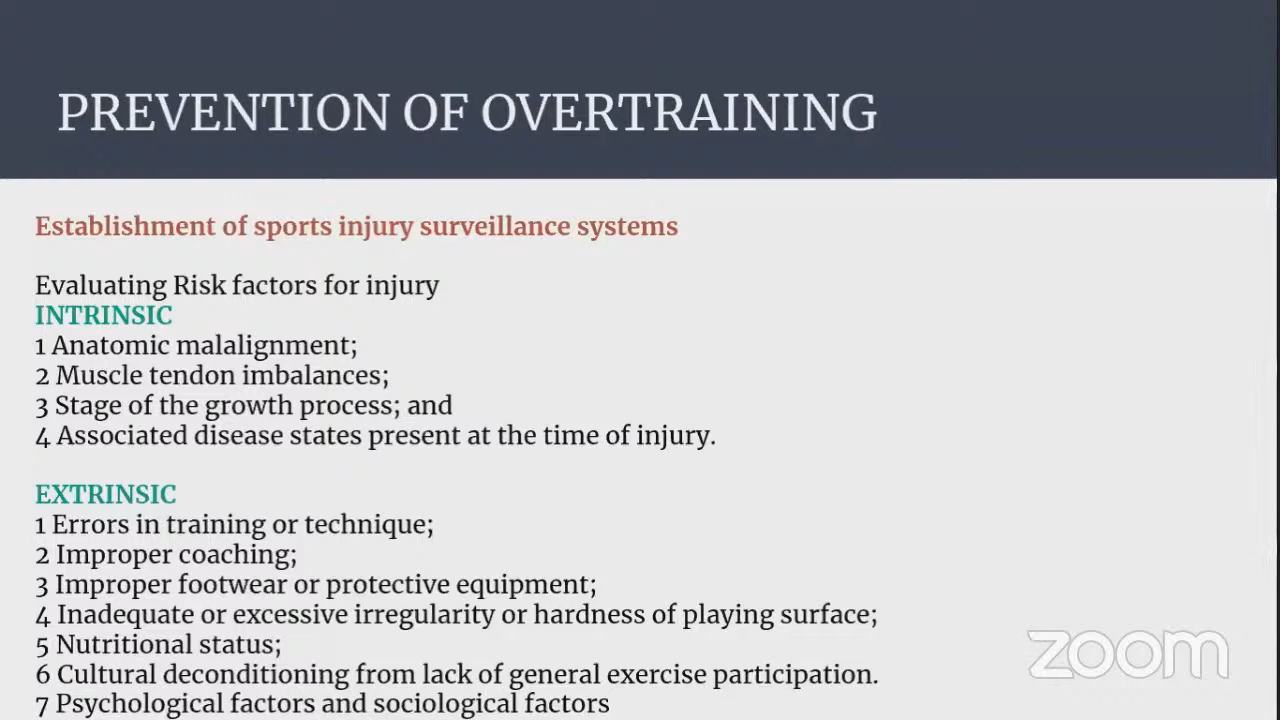 PREVENTION OF OVERTRAINING
Establishment of sports injury surveillance systems
Evaluating Risk factors for injury
INTRINSIC
1 Anatomic malalignment;
2 Muscle tendon imbalances;
3 Stage of the growth process; and
4 Associated disease states present at the time of injury.
EXTRINSIC
1 Errors in training or technique;
2 Improper coaching;
3 Improper footwear or protective equipment;
4 Inadequate or excessive irregularity or hardness of playing surface;
5 Nutritional status;
6 Cultural deconditioning from lack of general exercise participation.
7 Psychological factors and sociological factors
zoom